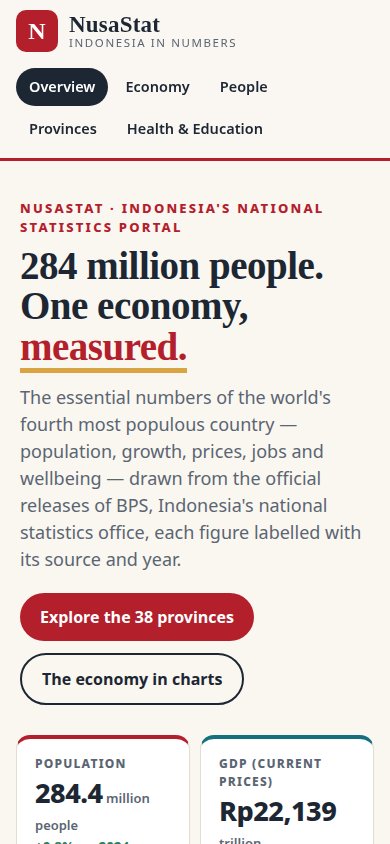 N
NusaStat
INDONESIA IN NUMBERS
Overview Economy People
Provinces Health & Education
NUSASTAT · INDONESIA'S NATIONAL
STATISTICS PORTAL
284 million people.
One economy,
measured.
The essential numbers of the world's
fourth most populous country —
population, growth, prices, jobs and
wellbeing — drawn from the official
releases of BPS, Indonesia's national
statistics office, each figure labelled with
its source and year.
Explore the 38 provinces
The economy in charts
POPULATION
284.4 million
people
GDP (CURRENT
PRICES)
Rp22,139
trillion